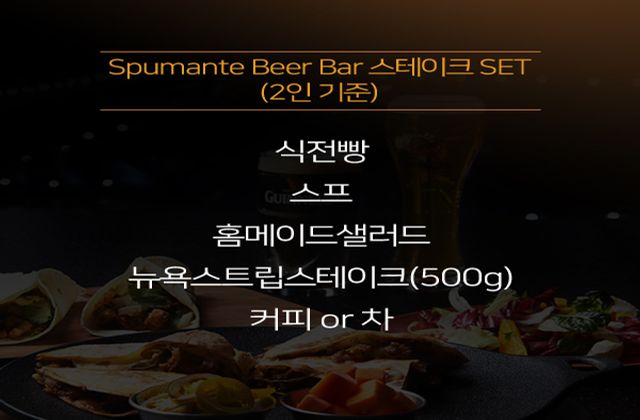 Spumante Beer Bar 스테이크 SET
(2인 기준)
식전빵
스프
홈메이드샐러드
뉴욕스트립스테이크(500g)
커피 or 차